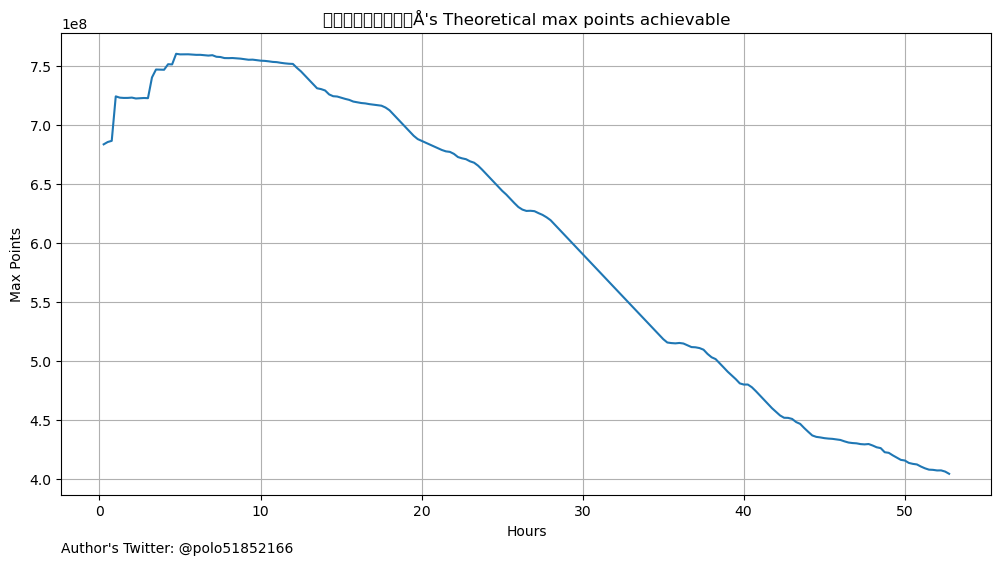 Å's Theoretical max points achievable
1e8
7.5
7.0
6.5
6.0
5.5
5.0
4.5
4.0
Max Points
0 10 20 30 40 50
Hours
Author's Twitter: @polo51852166